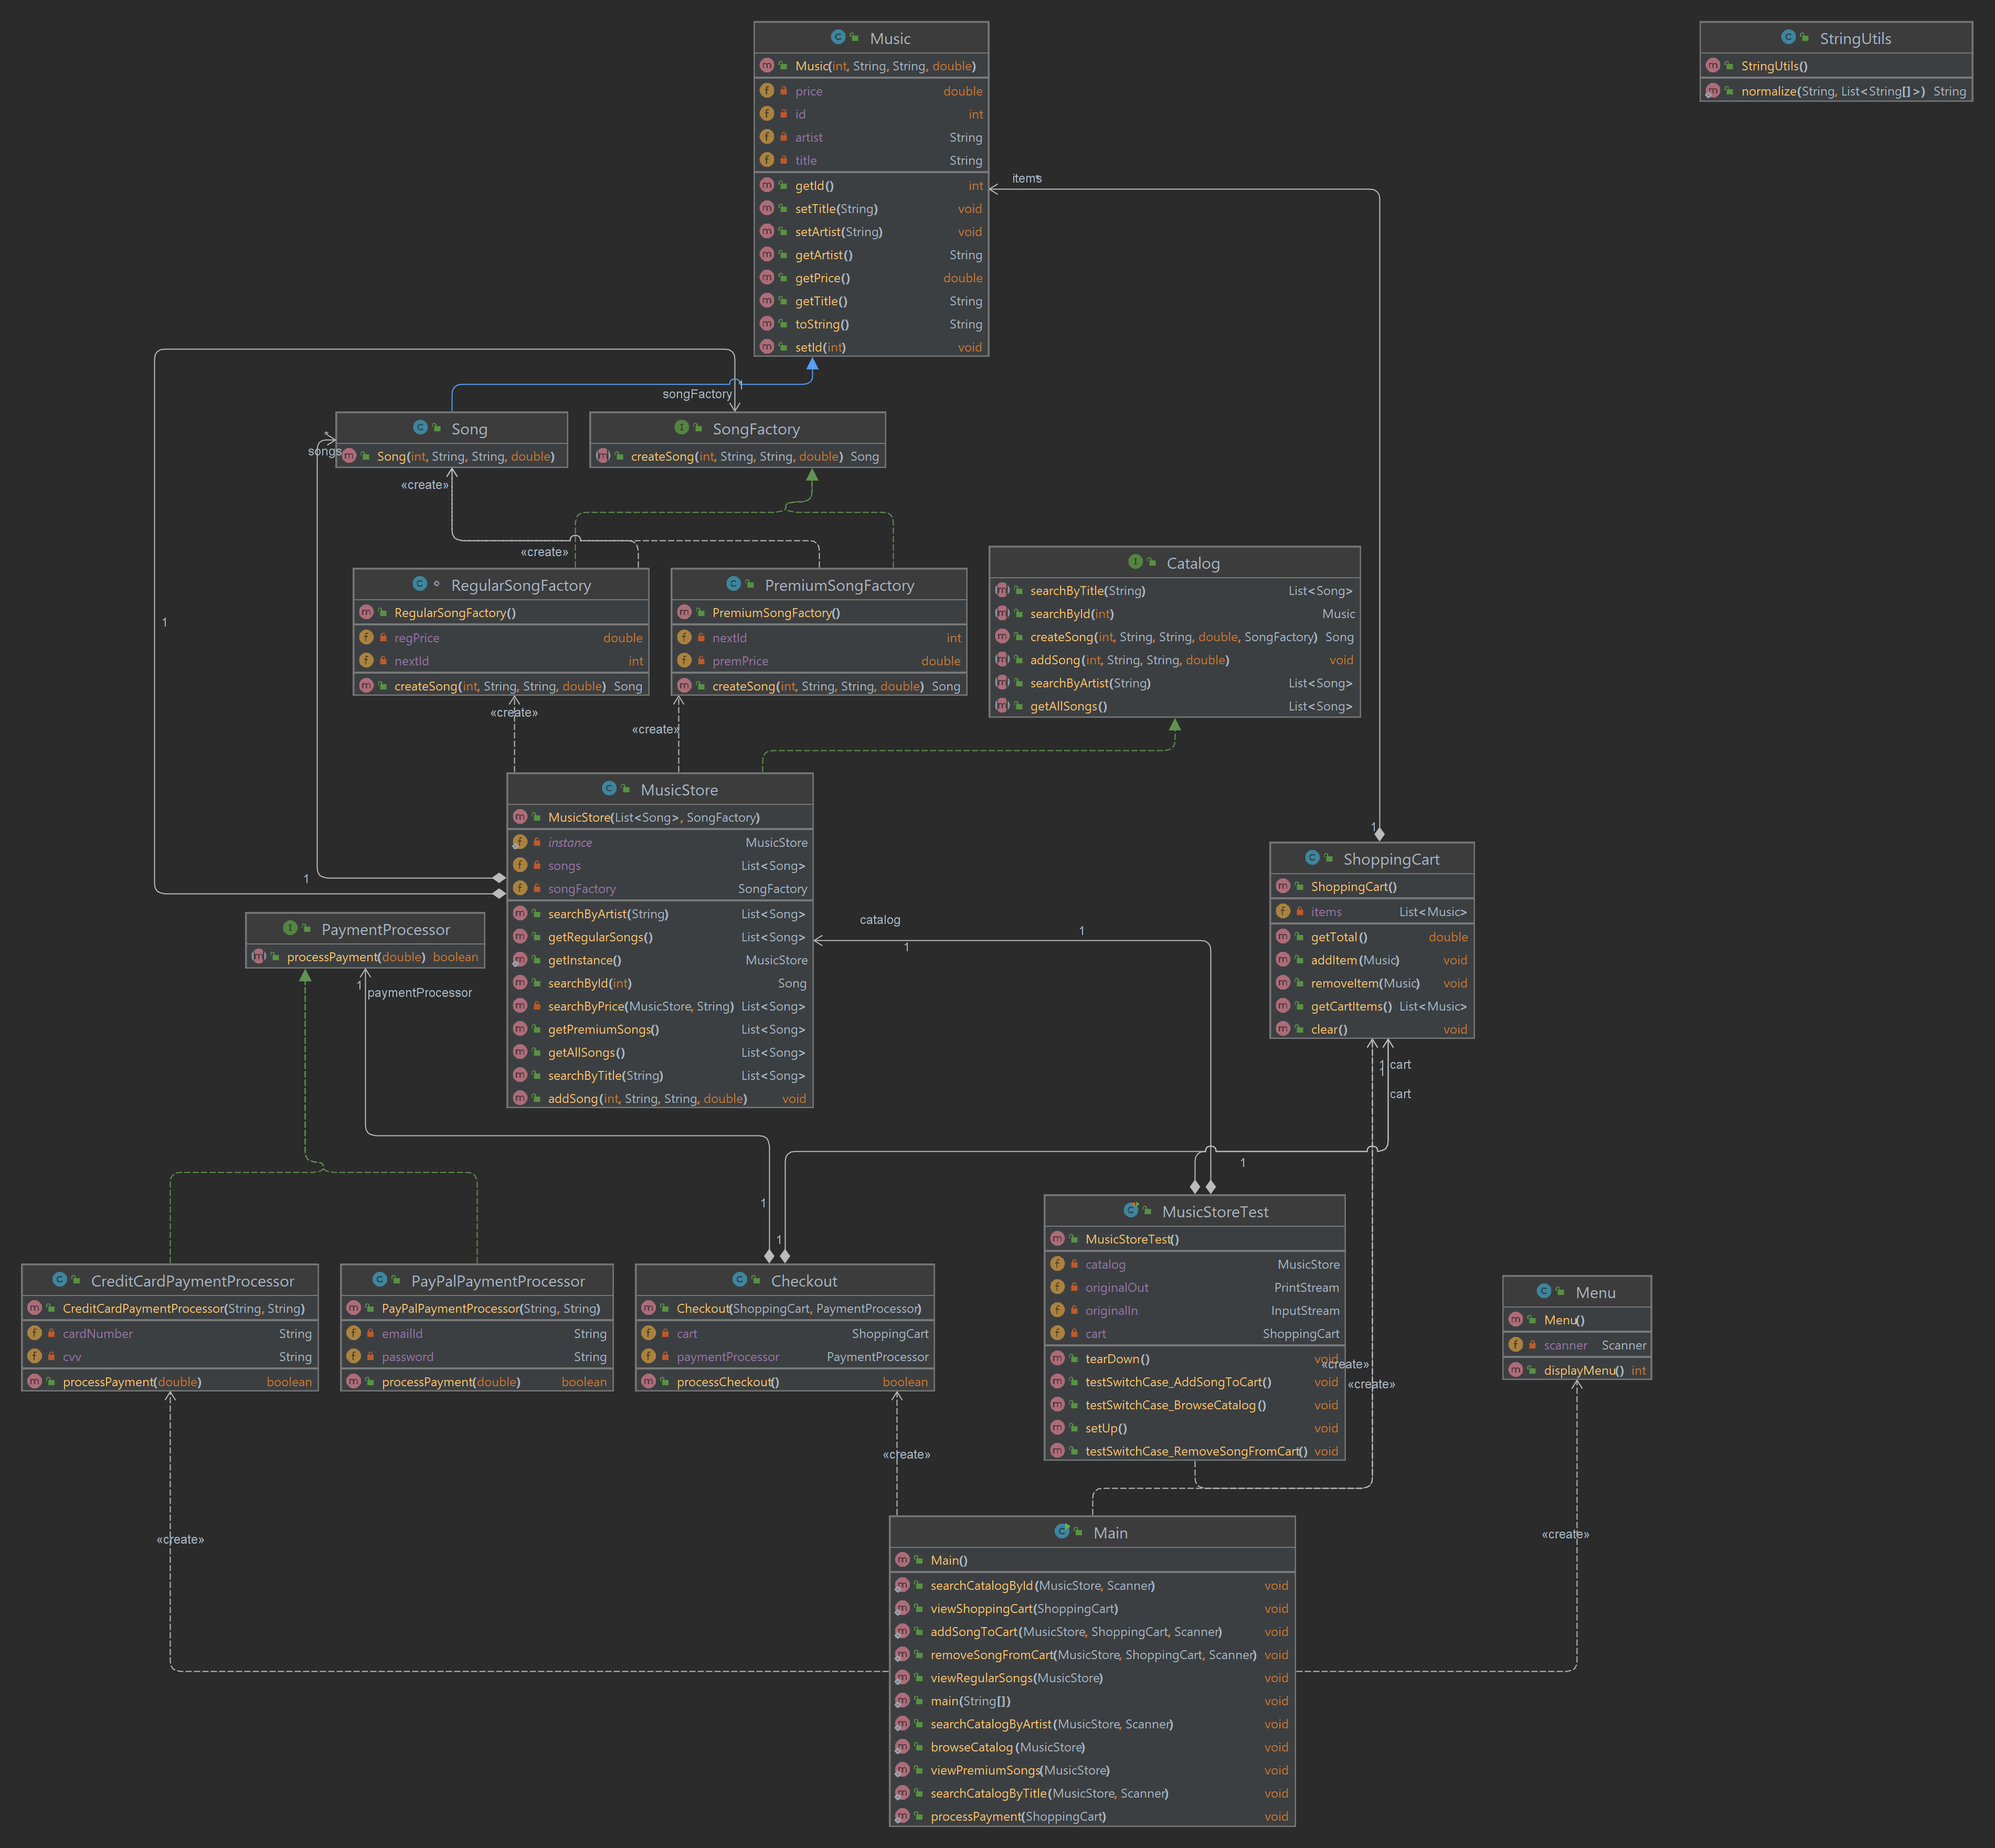 Music
Music(int, String, String, double)
price double
id int
artist String
title String
getId() int
setTitle(String) void
setArtist(String) void
getArtist() String
getPrice() double
getTitle() String
toString() String
setId(int) void
StringUtils
StringUtils()
normalize(String, List<String[]>) String
items
*
songFactory
1
Song
Song(int, String, String, double)
songs
*
SongFactory
createSong(int, String, String, double) Song
«create»
«create»
RegularSongFactory
RegularSongFactory()
regPrice double
nextId int
createSong(int, String, String, double) Song
PremiumSongFactory
PremiumSongFactory()
nextId int
premPrice double
createSong(int, String, String, double) Song
Catalog
searchByTitle(String) List<Song>
searchById(int) Music
createSong(int, String, String, double, SongFactory) Song
addSong(int, String, String, double) void
searchByArtist(String) List<Song>
getAllSongs() List<Song>
1
«create»
«create»
MusicStore
MusicStore(List<Song>, SongFactory)
instance MusicStore
songs List<Song>
songFactory SongFactory
searchByArtist(String) List<Song>
getRegularSongs() List<Song>
getInstance() MusicStore
searchById(int) Song
searchByPrice(MusicStore, String) List<Song>
getPremiumSongs() List<Song>
getAllSongs() List<Song>
searchByTitle(String) List<Song>
addSong(int, String, String, double) void
1
1
ShoppingCart
ShoppingCart()
items List<Music>
getTotal() double
addItem(Music) void
removeItem(Music) void
getCartItems() List<Music>
clear() void
PaymentProcessor
processPayment(double) boolean
1
paymentProcessor
catalog
1
1
1
cart
1
cart
1
1
1
CreditCardPaymentProcessor
CreditCardPaymentProcessor(String, String)
cardNumber String
cvv String
processPayment(double) boolean
PayPalPaymentProcessor
PayPalPaymentProcessor(String, String)
emailId String
password String
processPayment(double) boolean
Checkout
Checkout(ShoppingCart, PaymentProcessor)
cart ShoppingCart
paymentProcessor PaymentProcessor
processCheckout() boolean
MusicStoreTest
MusicStoreTest()
catalog MusicStore
originalOut PrintStream
originalIn InputStream
cart ShoppingCart
tearDown() void
testSwitchCase_AddSongToCart() void
testSwitchCase_BrowseCatalog() void
setUp() void
testSwitchCase_RemoveSongFromCart() void
«create»
«create»
Menu
Menu()
scanner Scanner
displayMenu() int
«create»
«create»
«create»
Main
Main()
searchCatalogById(MusicStore, Scanner) void
viewShoppingCart(ShoppingCart) void
addSongToCart(MusicStore, ShoppingCart, Scanner) void
removeSongFromCart(MusicStore, ShoppingCart, Scanner) void
viewRegularSongs(MusicStore) void
main(String[]) void
searchCatalogByArtist(MusicStore, Scanner) void
browseCatalog(MusicStore) void
viewPremiumSongs(MusicStore) void
searchCatalogByTitle(MusicStore, Scanner) void
processPayment(ShoppingCart) void